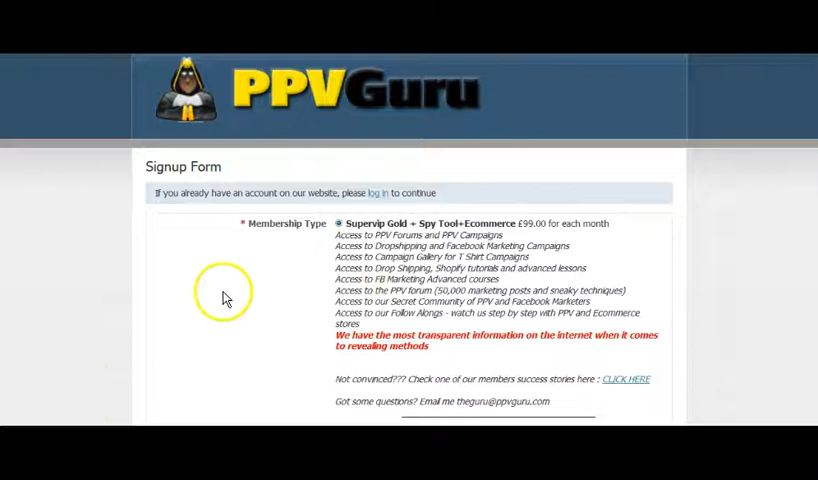 PPVGuru
Signup Form
If you already have an account on our website, please log in to continue
* Membership Type
Supervip Gold + Spy Tool+Ecommerce £99.00 for each month
Access to PPV Forums and PPV Campaigns
Access to Dropshipping and Facebook Marketing Campaigns
Access to Campaign Gallery for T Shirt Campaigns
Access to Drop Shipping, Shopify tutorials and advanced lessons
Access to FB Marketing Advanced courses
Access to the PPV forum (50,000 marketing posts and sneaky techniques)
Access to our Secret Community of PPV and Facebook Marketers
Access to our Follow Alongs - watch us step by step with PPV and Ecommerce
stores
We have the most transparent information on the internet when it comes
to revealing methods
Not convinced??? Check one of our members success stories here : CLICK HERE
Got some questions? Email me theguru@ppvguru.com